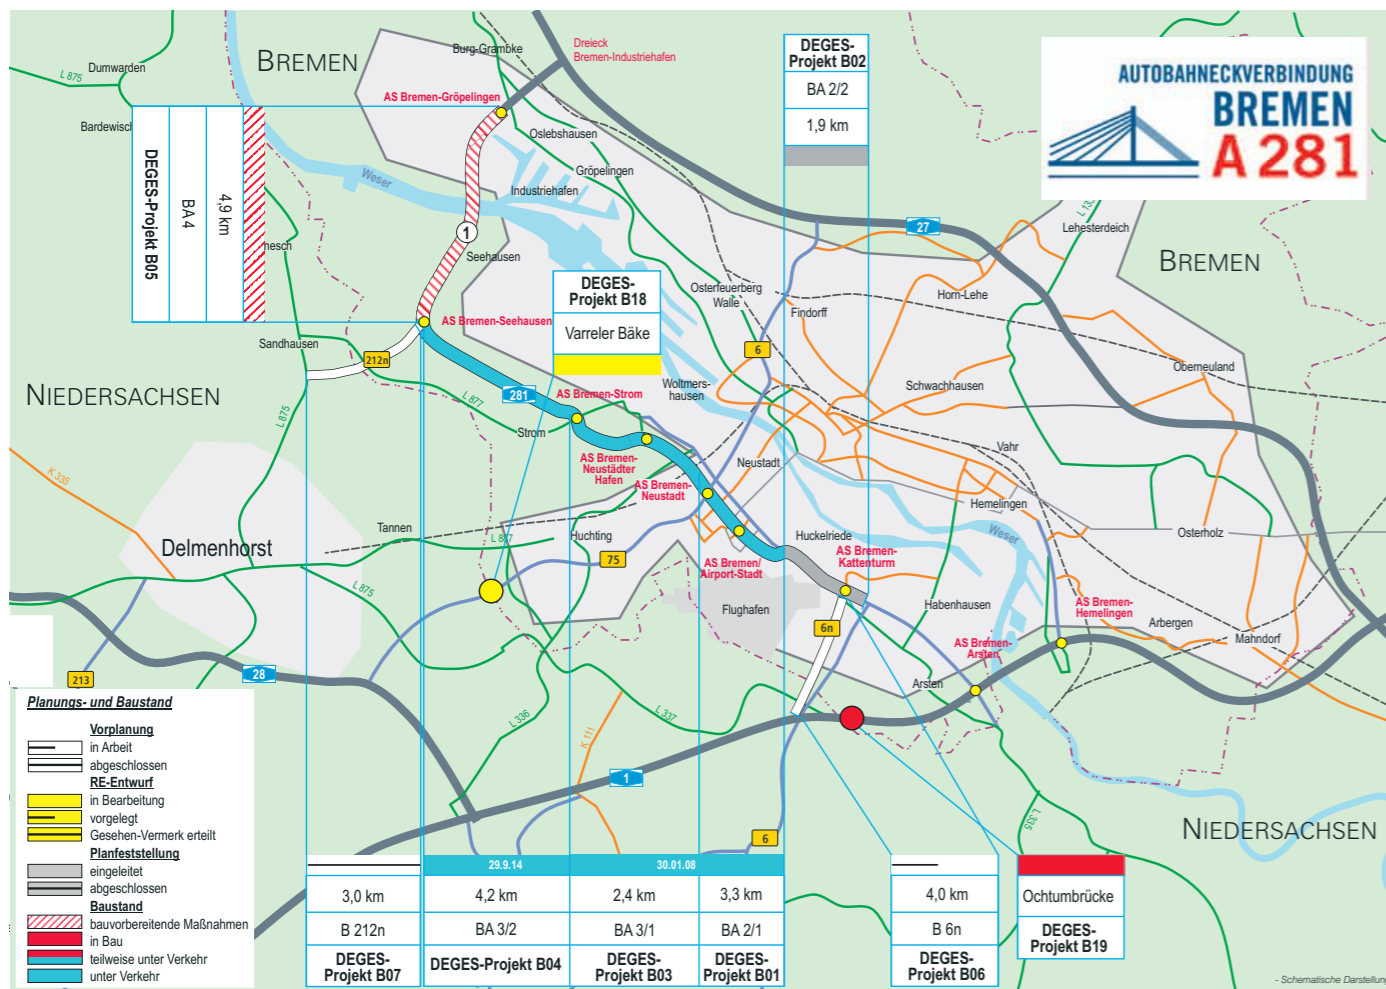 BREMEN
Burg-Grambke
Dreieck
Bremen-Industriehafen
Dumwarden
L 875
AS Bremen-Gröpelingen
Bardewisch
Oslebshausen
Gröpelingen
Weser
Industriehafen
DEGES-Projekt B05
BA 4
4,9 km
nesch
1
Seehausen
DEGES-
Projekt B02
BA 2/2
1,9 km
AUTOBAHNECKVERBINDUNG
BREMEN
A 281
27
Lehesterdeich
BREMEN
DEGES-
Projekt B18
Varreler Bäke
Osterfeuerberg
Walle
Findorff
Horn-Lehe
AS Bremen-Seehausen
Sandhausen
212n
6
NIEDERSACHSEN
281
AS Bremen-Strom
Woltmers-
hausen
Schwachhausen
Oberneuland
L 877
L 875
Strom
AS Bremen-
Neustädter
Hafen
AS Bremen-
Neustadt
Neustadt
Vahr
K 335
Hemelingen
Weser
Osterholz
Tannen
Delmenhorst
L 877
Huchting
75
Huckelriede
AS Bremen-
Kattenturm
AS Bremen/
Airport-Stadt
L 875
Flughafen
6n
Habenhausen
AS Bremen-
Hemelingen
Arbergen
Mahndorf
AS Bremen-
Arsten
Arsten
213
28
L 336
L 337
K 111
1
6
L 335
NIEDERSACHSEN
Planungs- und Baustand
Vorplanung
in Arbeit
abgeschlossen
RE-Entwurf
in Bearbeitung
vorgelegt
Gesehen-Vermerk erteilt
Planfeststellung
eingeleitet
abgeschlossen
Baustand
bauvorbereitende Maßnahmen
in Bau
teilweise unter Verkehr
unter Verkehr
3,0 km
B 212n
DEGES-
Projekt B07
29.9.14
4,2 km
BA 3/2
DEGES-Projekt B04
30.01.08
2,4 km
BA 3/1
DEGES-
Projekt B03
3,3 km
BA 2/1
DEGES-
Projekt B01
4,0 km
B 6n
DEGES-
Projekt B06
Ochtumbrücke
DEGES-
Projekt B19
- Schematische Darstellung